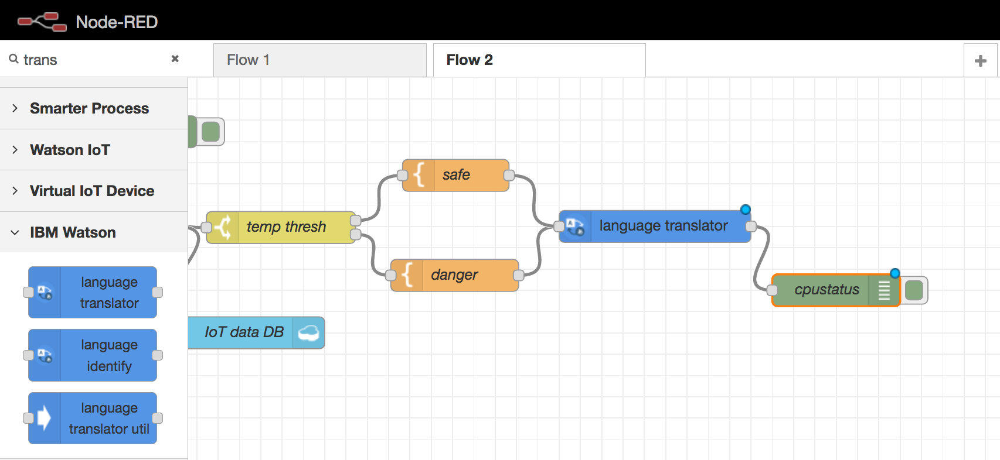 Node-RED
trans
Flow 1
Flow 2
Smarter Process
Watson IoT
Virtual IoT Device
IBM Watson
language
translator
language
identify
language
translator util
safe
temp thresh
language translator
danger
cpustatus
IoT data DB